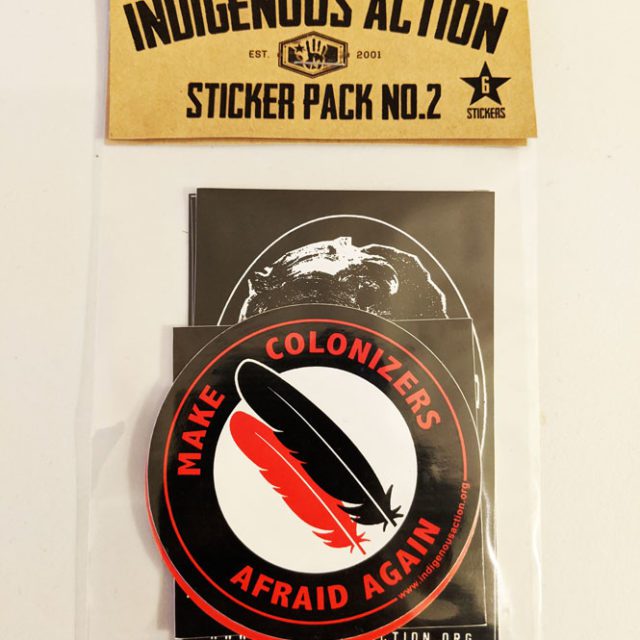 INDIGENOUS ACTION
EST. 2001
STICKER PACK NO.2
6
STICKERS
MAKE
COLONIZERS
AFRAID AGAIN
www.indigenousaction.org